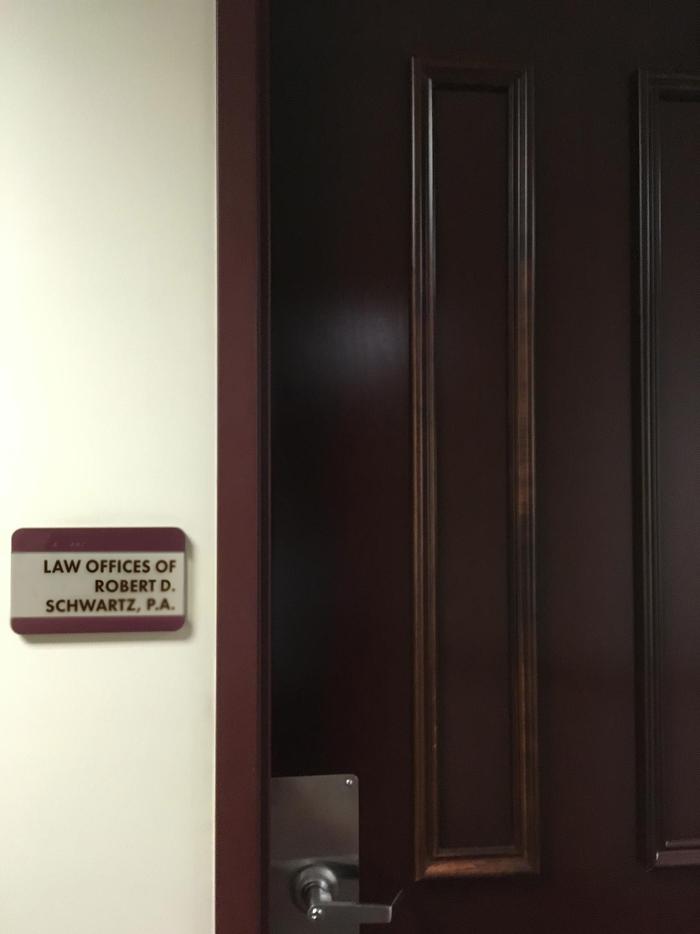 LAW OFFICES OF
ROBERT D.
SCHWARTZ, P.A.